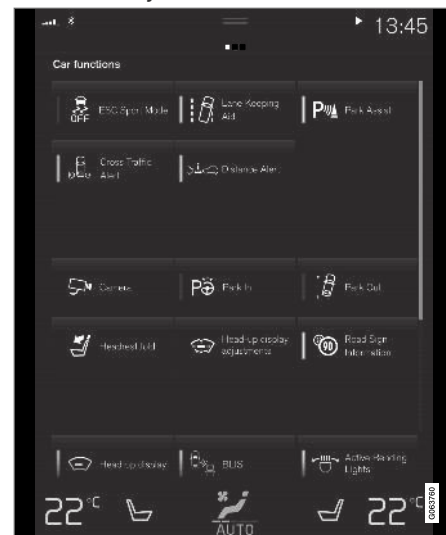 13:45
Car functions
OFF
ESC Sport Mode
Lane Keeping
Aid
P
Park Assist
Cross Traffic
Alert
Distance Alert
Camera
P
Park In
Park Out
Headrest fold
Head-up display
adjustments
90
Road Sign
Information
Head-up display
BLIS
Active Bending
Lights
22°C
AUTO
22°C
G063760